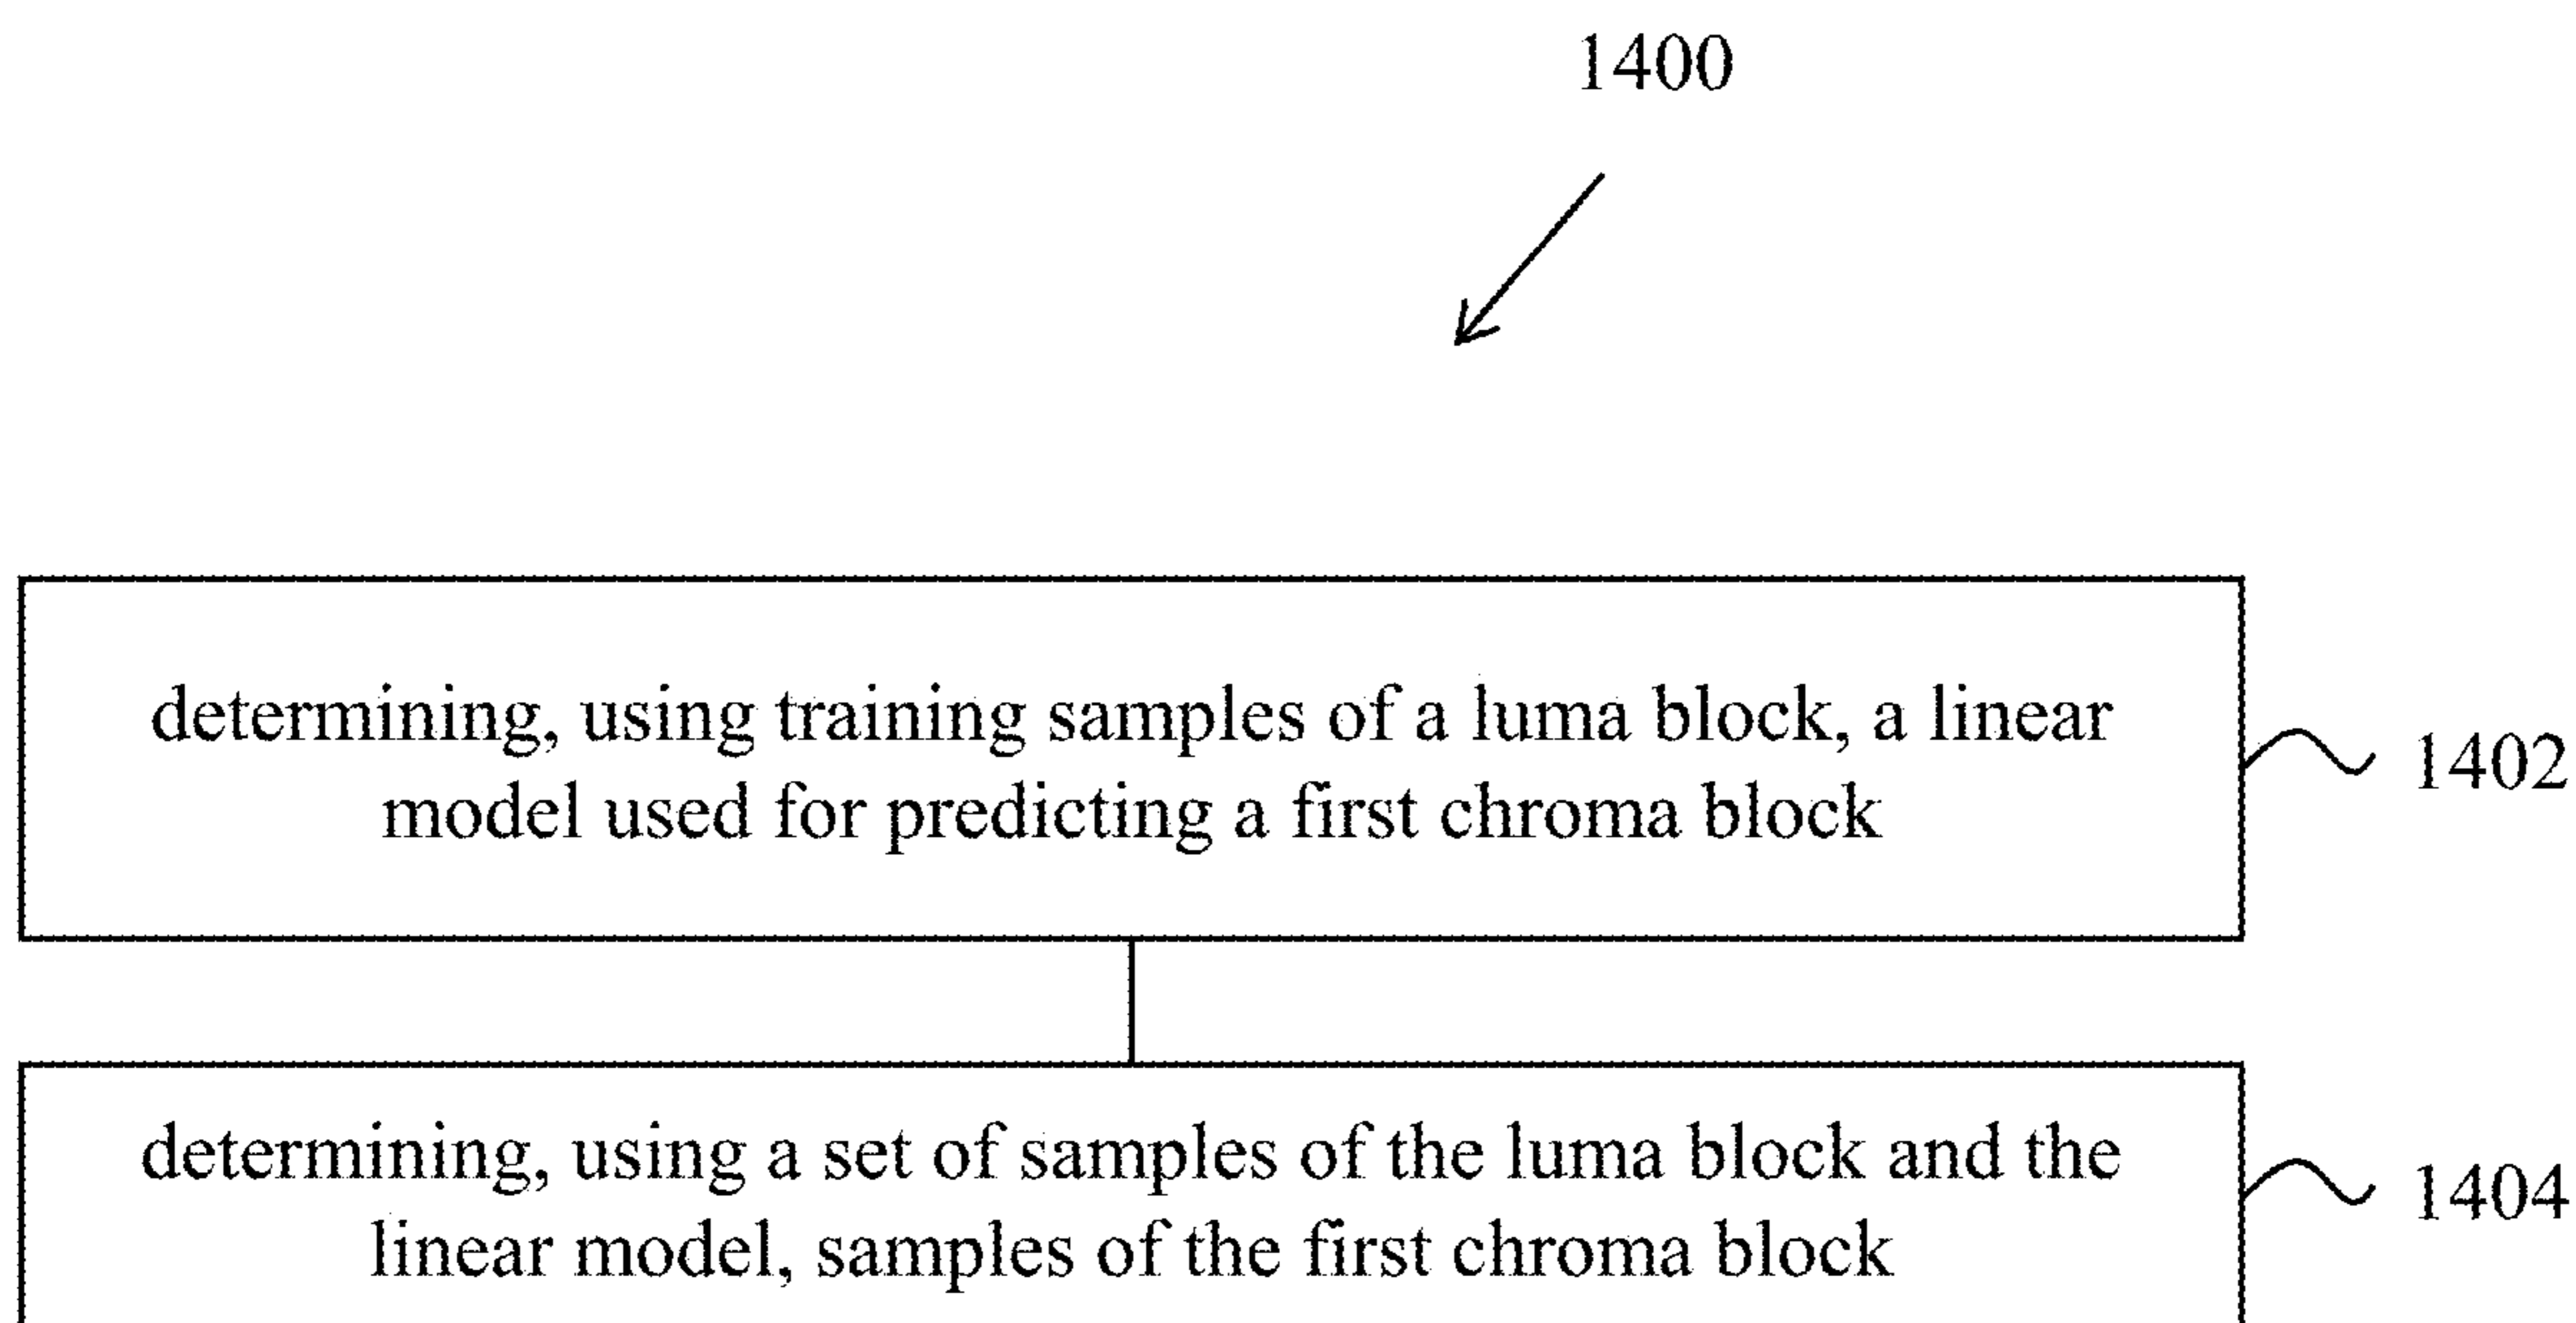 1400
determining, using training samples of a luma block, a linear
model used for predicting a first chroma block
1402
determining, using a set of samples of the luma block and the
linear model, samples of the first chroma block
1404